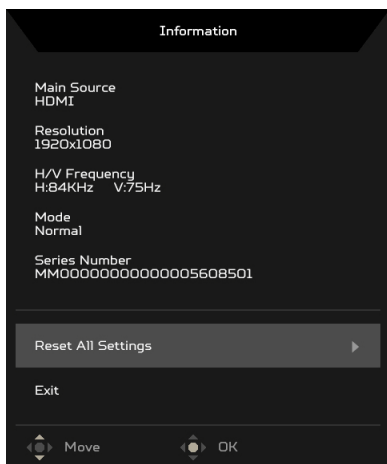 Information
Main Source
HDMI
Resolution
1920x1080
H/V Frequency
H:84KHz V:75Hz
Mode
Normal
Series Number
MM00000000000005608501
Reset All Settings
Exit
Move OK